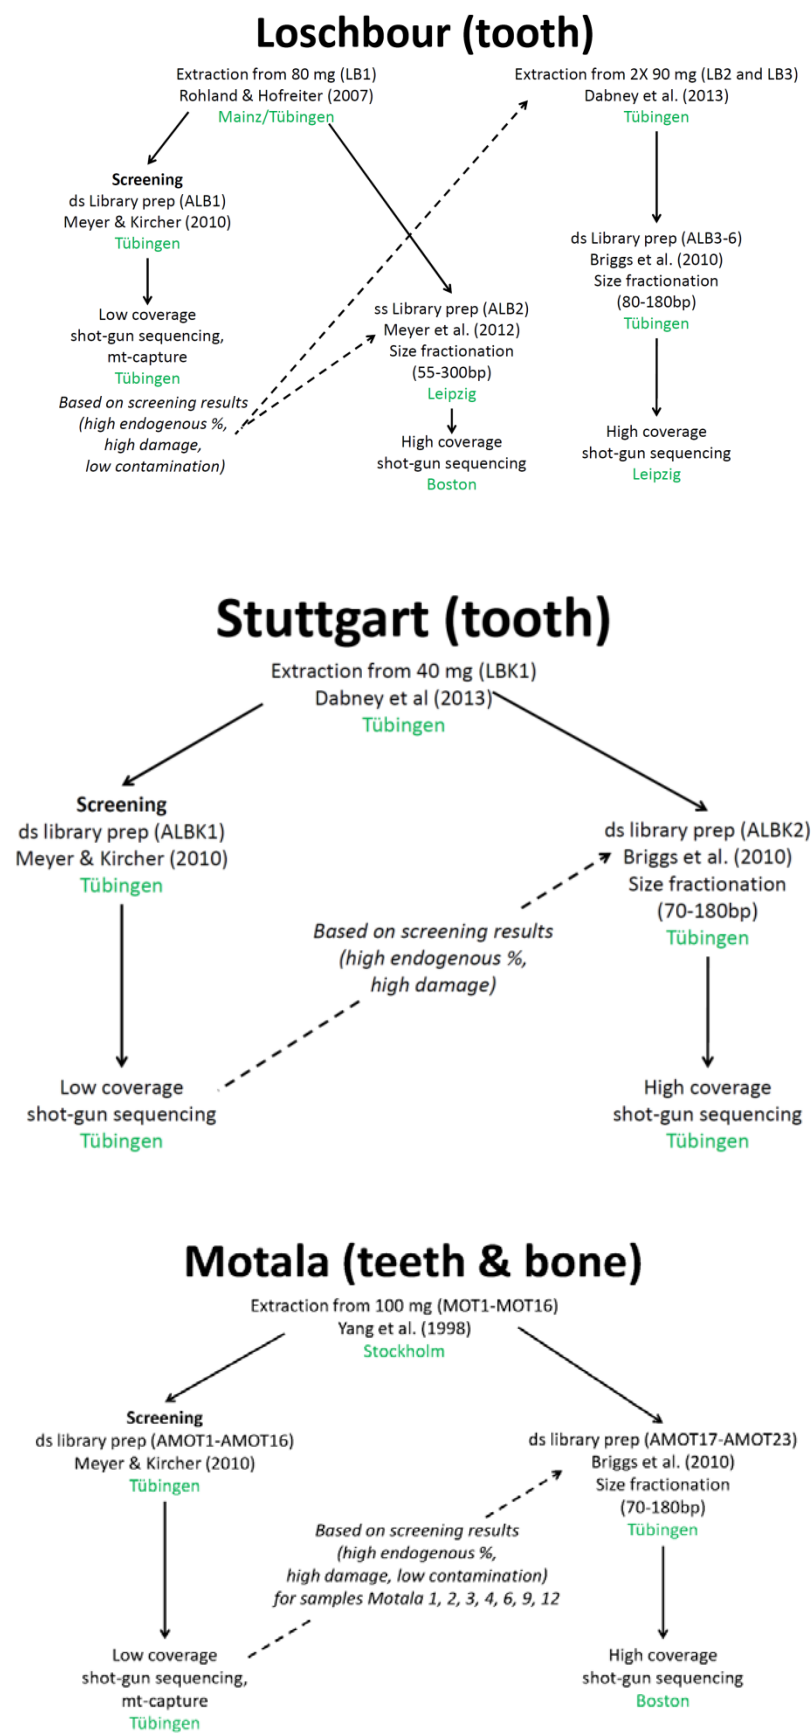 Loschbour (tooth)
Extraction from 80 mg (LB1)
Rohland & Hofreiter (2007)
Mainz/Tübingen
Extraction from 2X 90 mg (LB2 and LB3)
Dabney et al. (2013)
Tübingen
Screening
ds Library prep (ALB1)
Meyer & Kircher (2010)
Tübingen
ds Library prep (ALB3-6)
Briggs et al. (2010)
Size fractionation
(80-180bp)
Tübingen
Low coverage
shot-gun sequencing,
mt-capture
Tübingen
ss Library prep (ALB2)
Meyer et al. (2012)
Size fractionation
(55-300bp)
Leipzig
Based on screening results
(high endogenous %,
high damage,
low contamination)
High coverage
shot-gun sequencing
Boston
High coverage
shot-gun sequencing
Leipzig
Stuttgart (tooth)
Extraction from 40 mg (LBK1)
Dabney et al (2013)
Tübingen
Screening
ds library prep (ALBK1)
Meyer & Kircher (2010)
Tübingen
ds library prep (ALBK2)
Briggs et al. (2010)
Size fractionation
(70-180bp)
Tübingen
Based on screening results
(high endogenous %,
high damage)
Low coverage
shot-gun sequencing
Tübingen
High coverage
shot-gun sequencing
Tübingen
Motala (teeth & bone)
Extraction from 100 mg (MOT1-MOT16)
Yang et al. (1998)
Stockholm
Screening
ds library prep (AMOT1-AMOT16)
Meyer & Kircher (2010)
Tübingen
ds library prep (AMOT17-AMOT23)
Briggs et al. (2010)
Size fractionation
(70-180bp)
Tübingen
Based on screening results
(high endogenous %,
high damage, low contamination)
for samples Motala 1, 2, 3, 4, 6, 9, 12
Low coverage
shot-gun sequencing,
mt-capture
Tübingen
High coverage
shot-gun sequencing
Boston